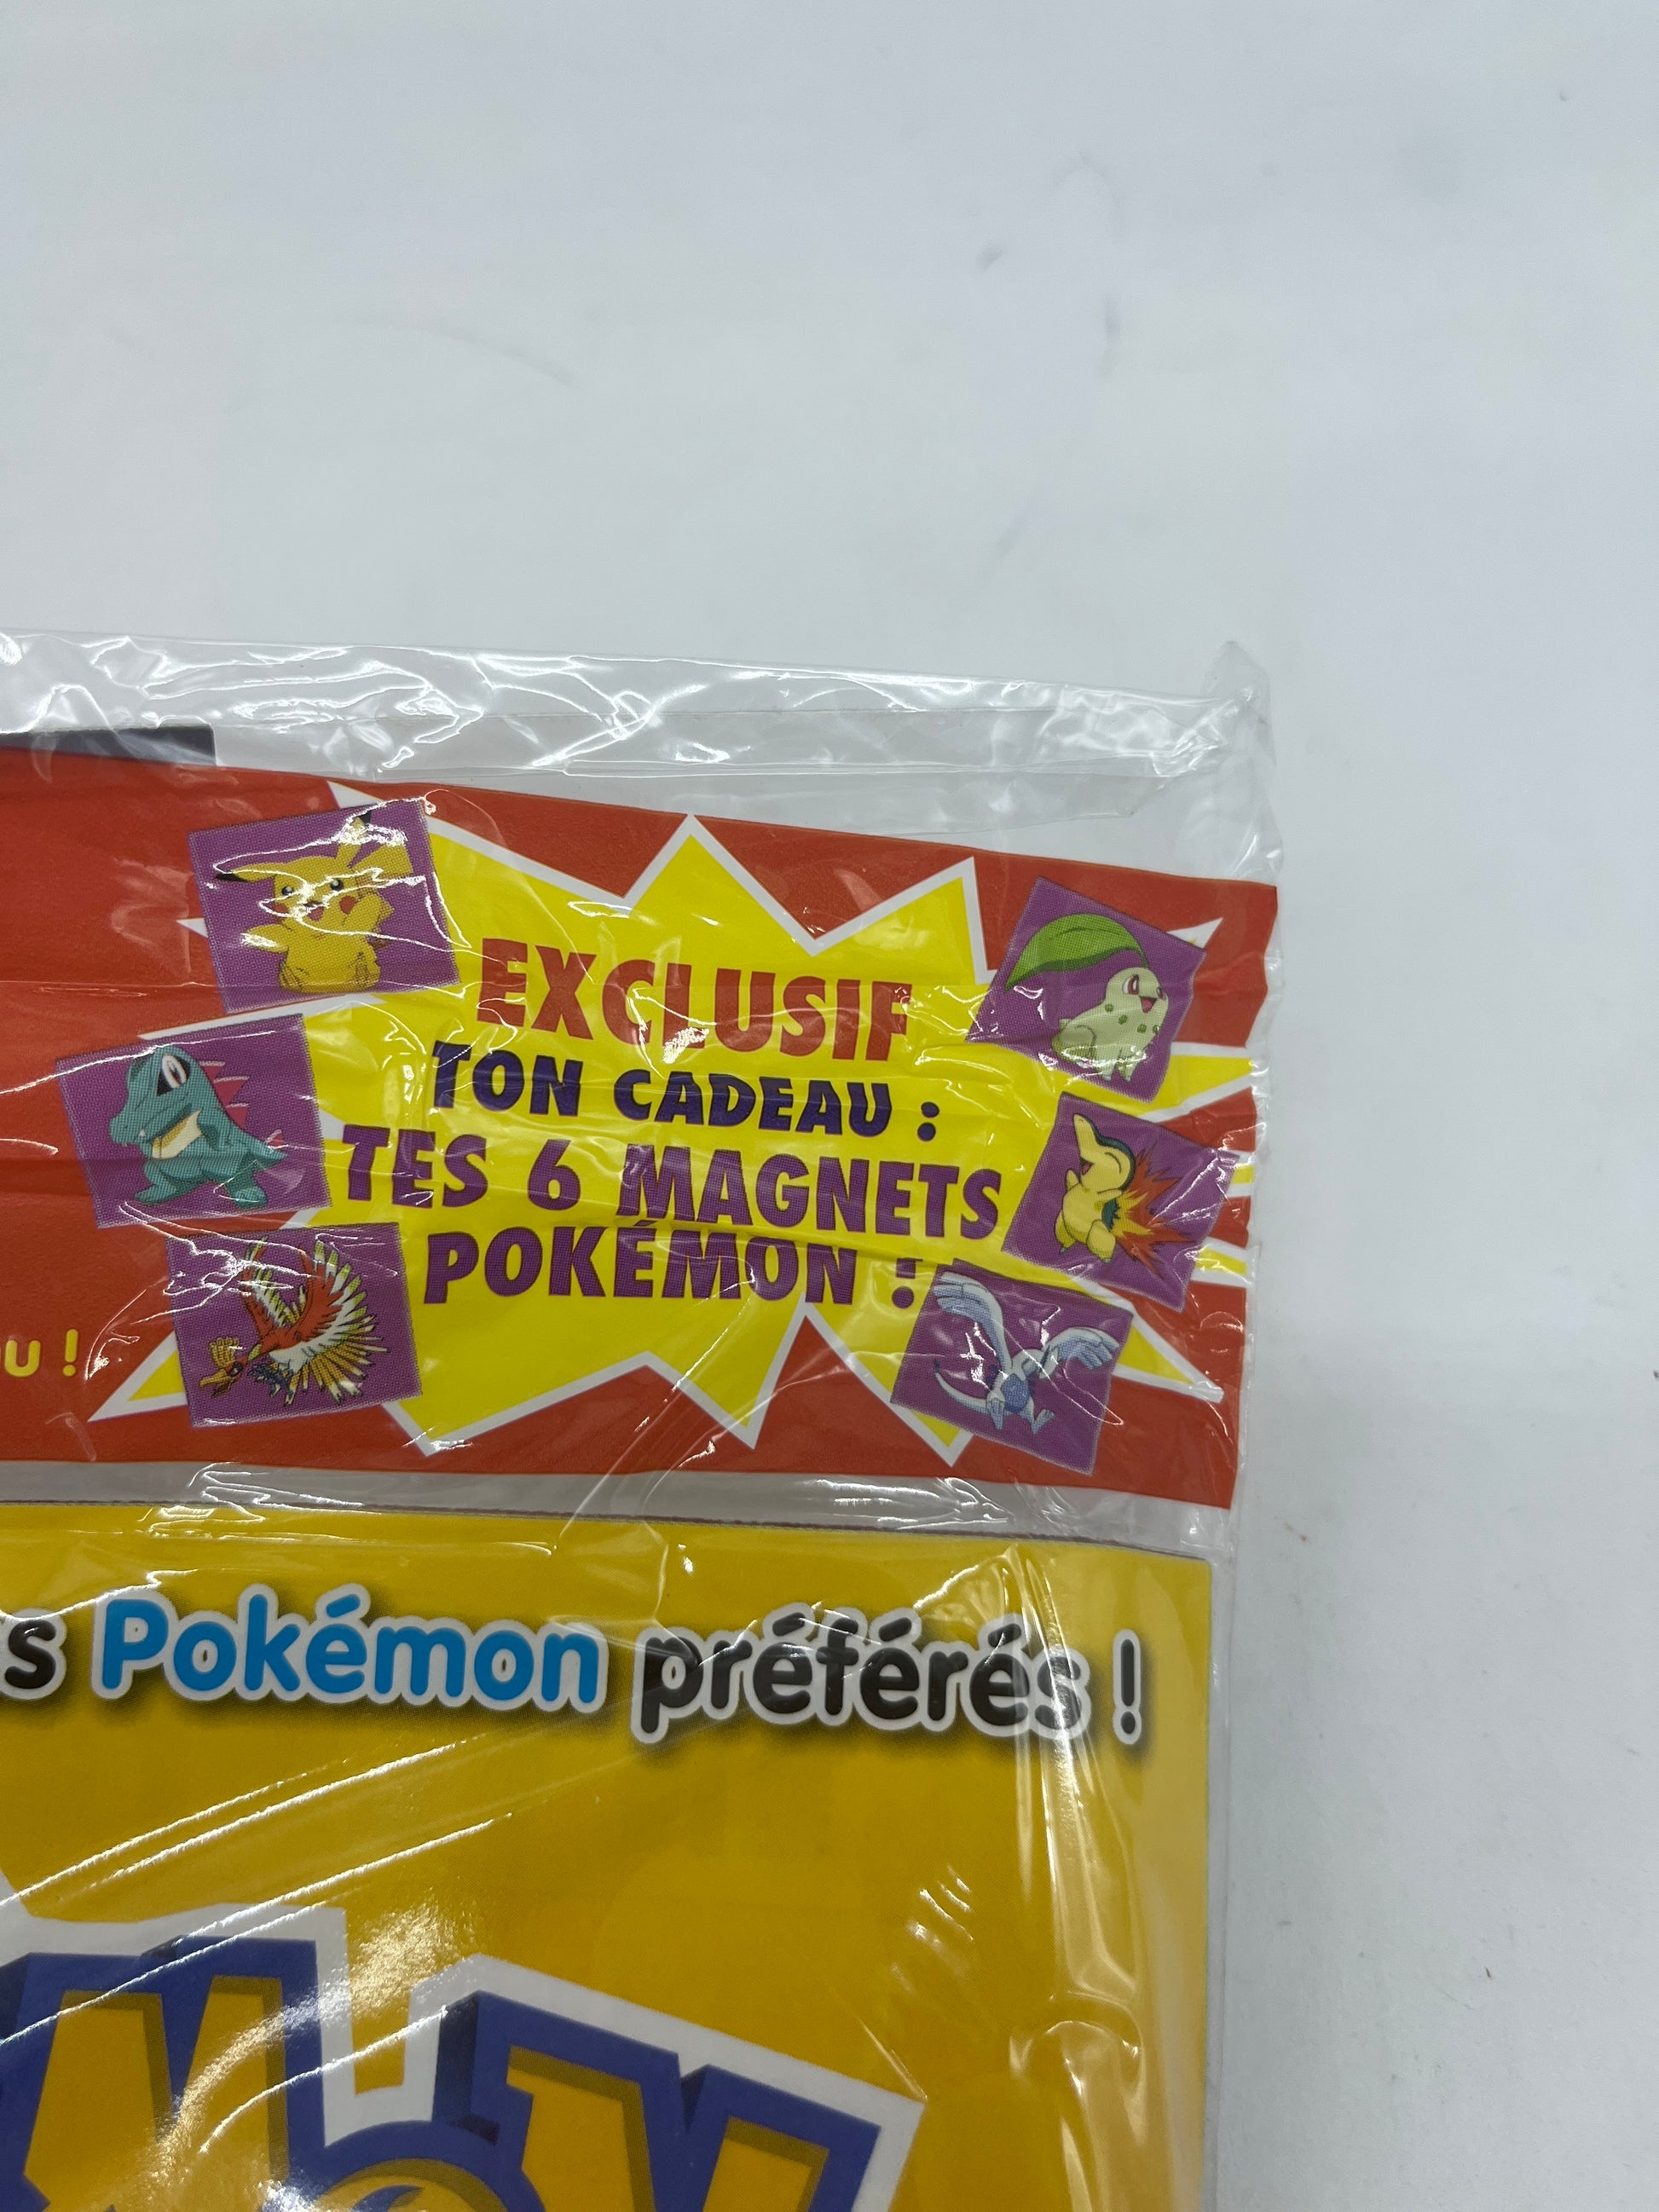 EXCLUSIF
TON CADEAU :
TES 6 MAGNETS
POKÉMON !
Pokémon préférés !